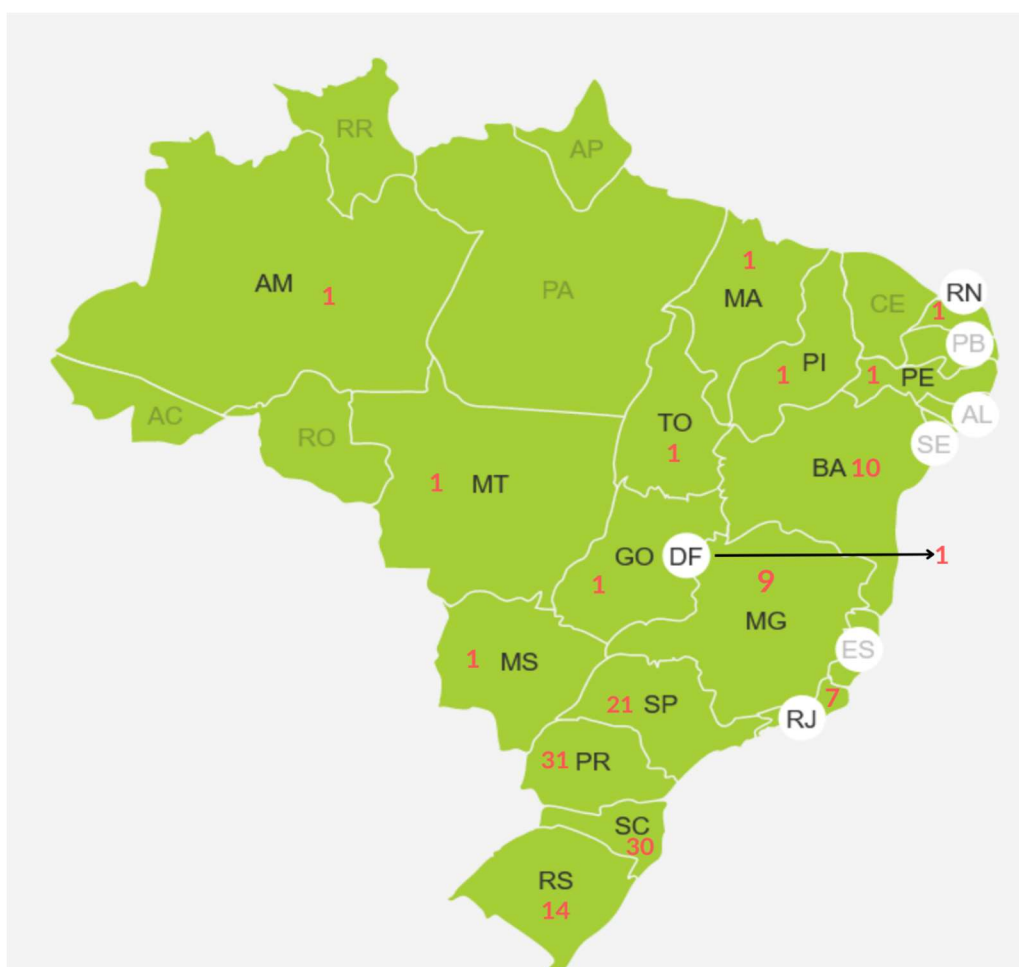 RR
AP
1
AM
1
MA
PA
CE
RN
1
PB
PI
1
1
PE
AC
RO
TO
1
AL
SE
BA 10
1
MT
GO
DF
1
1
9
MG
ES
1
MS
21
SP
7
RJ
31 PR
SC
30
RS
14